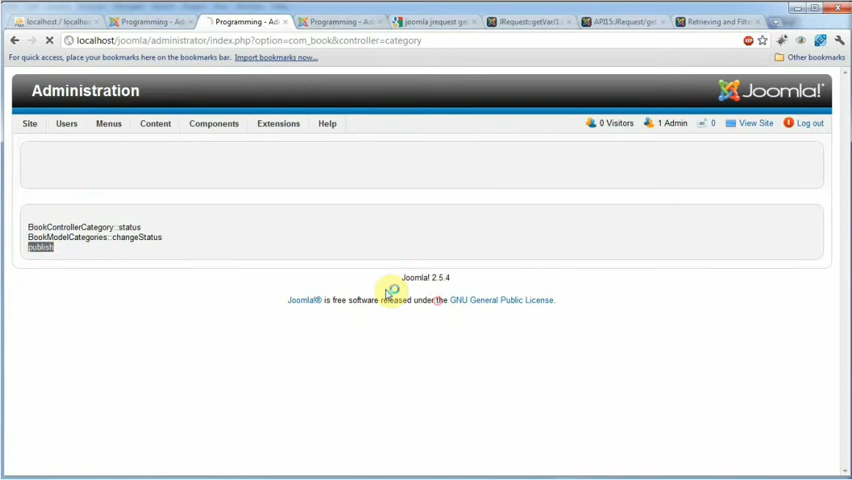 localhost / localho
Programming - Ad
Programming - Ad
Programming - Ad
joomla jrequest ge
JRequest::getVar/1.
API15:JRequest/get
Retrieving and Filte
localhost/joomla/administrator/index.php?option=com_book&controller=category
For quick access, place your bookmarks here on the bookmarks bar. Import bookmarks now...
Other bookmarks
Administration
Joomla!
Site Users Menus Content Components Extensions Help
0 Visitors 1 Admin 0 View Site Log out
BookControllerCategory::status
BookModelCategories::changeStatus
publish
Joomla! 2.5.4
Joomla!® is free software released under the GNU General Public License.